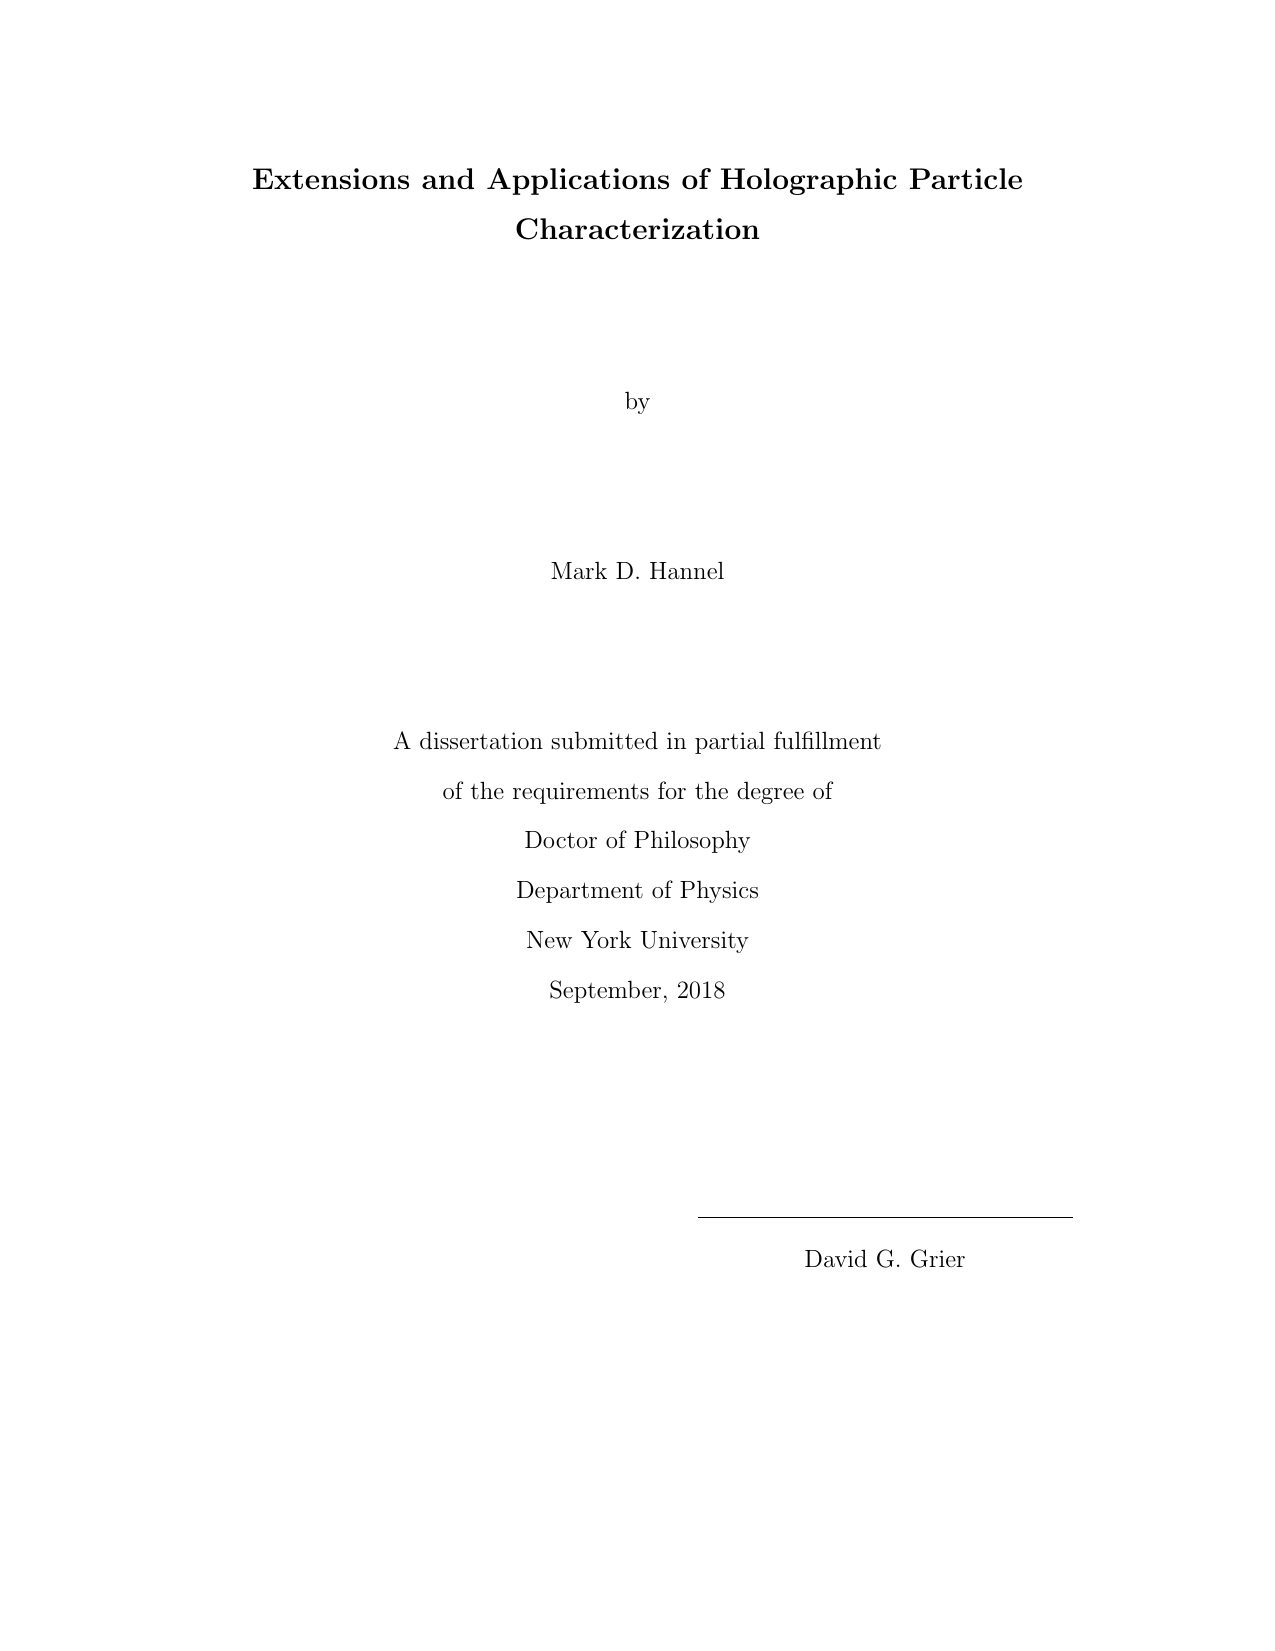 Extensions and Applications of Holographic Particle
Characterization
by
Mark D. Hannel
A dissertation submitted in partial fulfillment
of the requirements for the degree of
Doctor of Philosophy
Department of Physics
New York University
September, 2018
David G. Grier